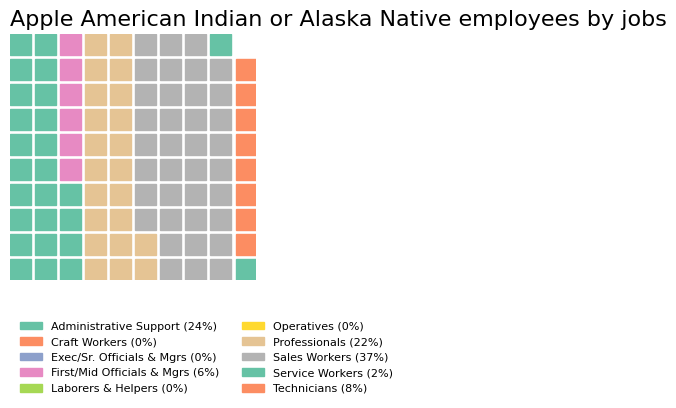 Apple American Indian or Alaska Native employees by jobs
Administrative Support (24%)
Craft Workers (0%)
Exec/Sr. Officials & Mgrs (0%)
First/Mid Officials & Mgrs (6%)
Laborers & Helpers (0%)
Operatives (0%)
Professionals (22%)
Sales Workers (37%)
Service Workers (2%)
Technicians (8%)